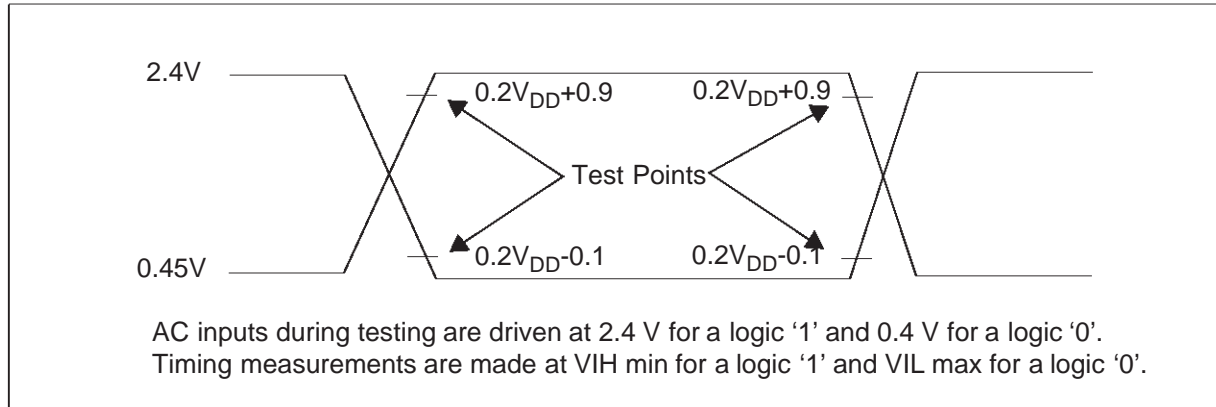 2.4V 0.2VDD+0.9 0.2VDD+0.9
Test Points
0.45V 0.2VDD-0.1 0.2VDD-0.1
AC inputs during testing are driven at 2.4 V for a logic ‘1’ and 0.4 V for a logic ‘0’.
Timing measurements are made at VIH min for a logic ‘1’ and VIL max for a logic ‘0’.